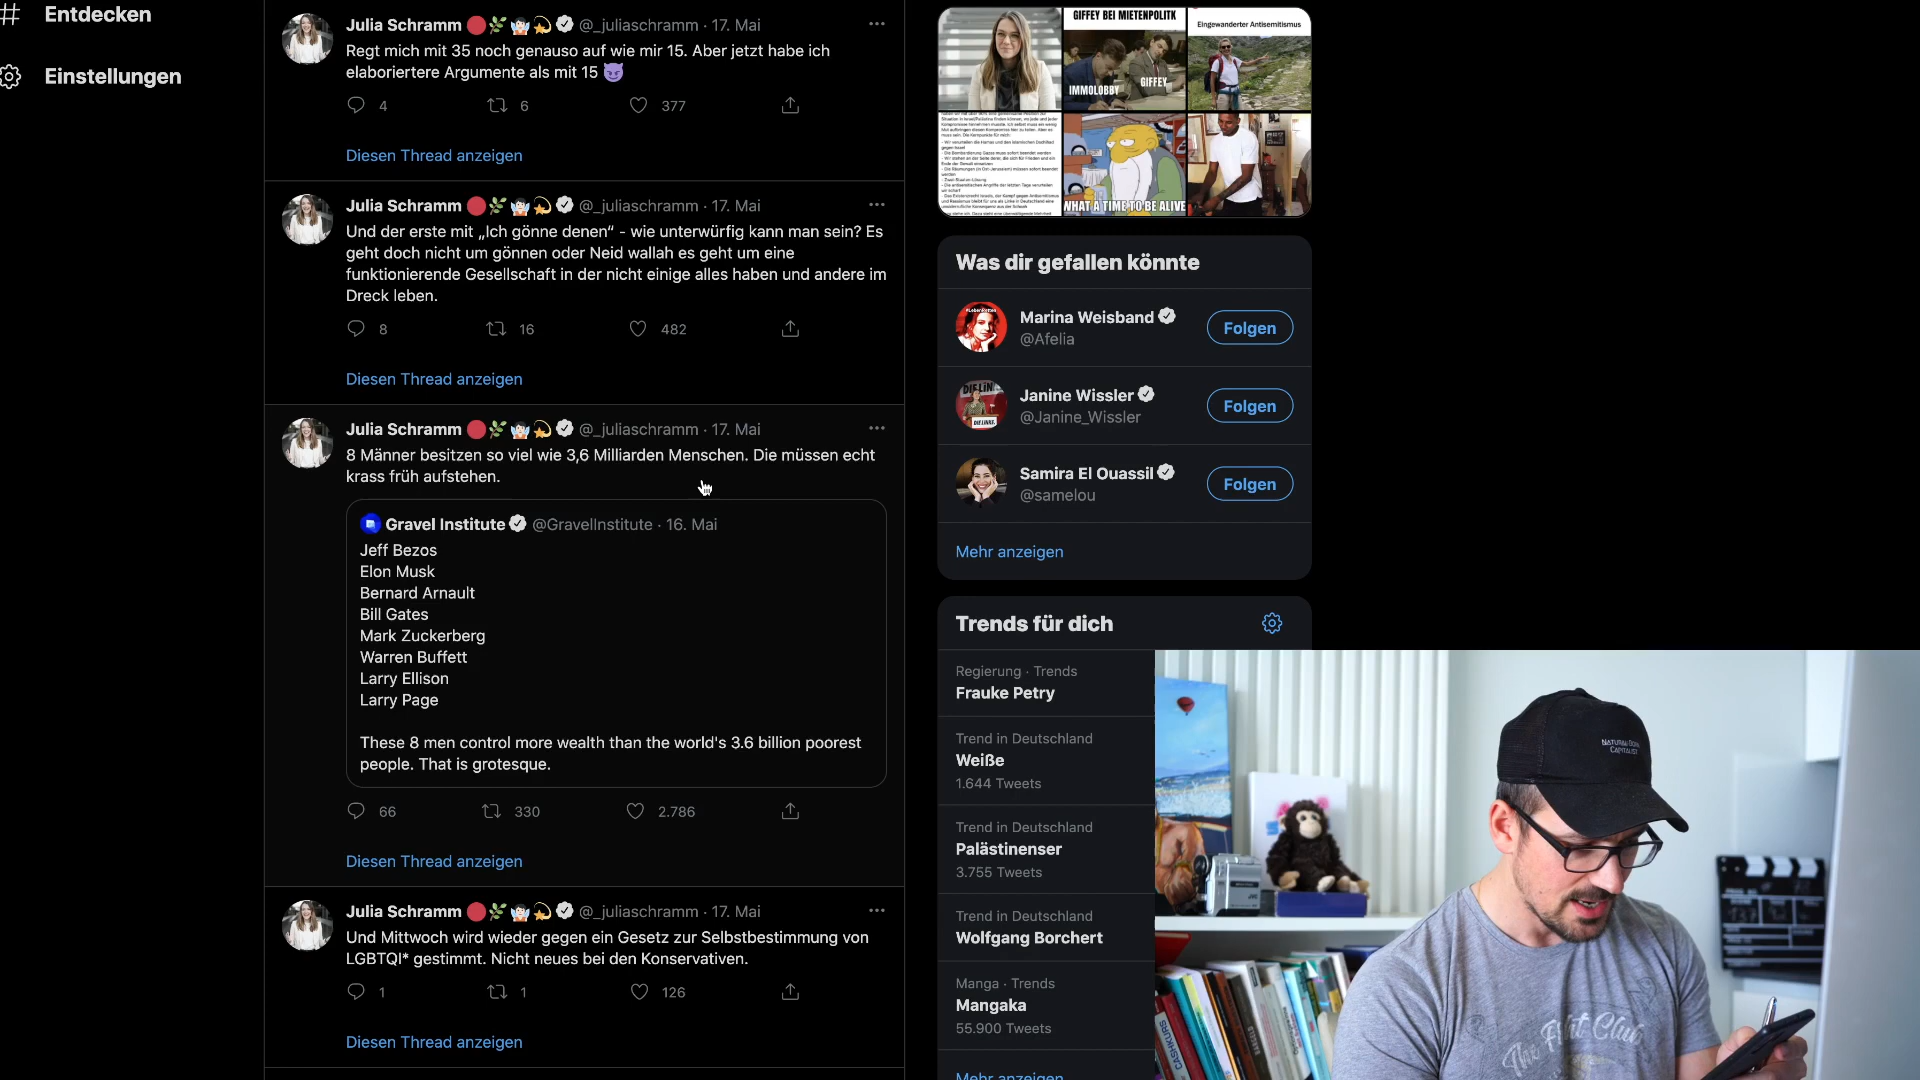 # Entdecken
Einstellungen
Julia Schramm @_juliaschramm · 17. Mai
Regt mich mit 35 noch genauso auf wie mir 15. Aber jetzt habe ich
elaboriertere Argumente als mit 15
4 6 377
Diesen Thread anzeigen
Julia Schramm @_juliaschramm · 17. Mai
Und der erste mit „Ich gönne denen“ - wie unterwürfig kann man sein? Es
geht doch nicht um gönnen oder Neid wallah es geht um eine
funktionierende Gesellschaft in der nicht einige alles haben und andere im
Dreck leben.
8 16 482
Diesen Thread anzeigen
Julia Schramm @_juliaschramm · 17. Mai
8 Männer besitzen so viel wie 3,6 Milliarden Menschen. Die müssen echt
krass früh aufstehen.
Gravel Institute @GravelInstitute · 16. Mai
Jeff Bezos
Elon Musk
Bernard Arnault
Bill Gates
Mark Zuckerberg
Warren Buffett
Larry Ellison
Larry Page
These 8 men control more wealth than the world's 3.6 billion poorest
people. That is grotesque.
66 330 2.786
Diesen Thread anzeigen
Julia Schramm @_juliaschramm · 17. Mai
Und Mittwoch wird wieder gegen ein Gesetz zur Selbstbestimmung von
LGBTQI* gestimmt. Nicht neues bei den Konservativen.
1 1 126
Diesen Thread anzeigen
GIFFEY BEI MIETENPOLITK
IMMOLOBBY
GIFFEY
Eingewanderter Antisemitismus
WHAT A TIME TO BE ALIVE
Was dir gefallen könnte
Marina Weisband
@Afelia
Folgen
Janine Wissler
@Janine_Wissler
Folgen
Samira El Ouassil
@samelou
Folgen
Mehr anzeigen
Trends für dich
Regierung · Trends
Frauke Petry
Trend in Deutschland
Weiße
1.644 Tweets
Trend in Deutschland
Palästinenser
3.755 Tweets
Trend in Deutschland
Wolfgang Borchert
Manga · Trends
Mangaka
55.900 Tweets
Mehr anzeigen
NATURAL BORN
CAPITALIST
CASHKURS
The Fight Club